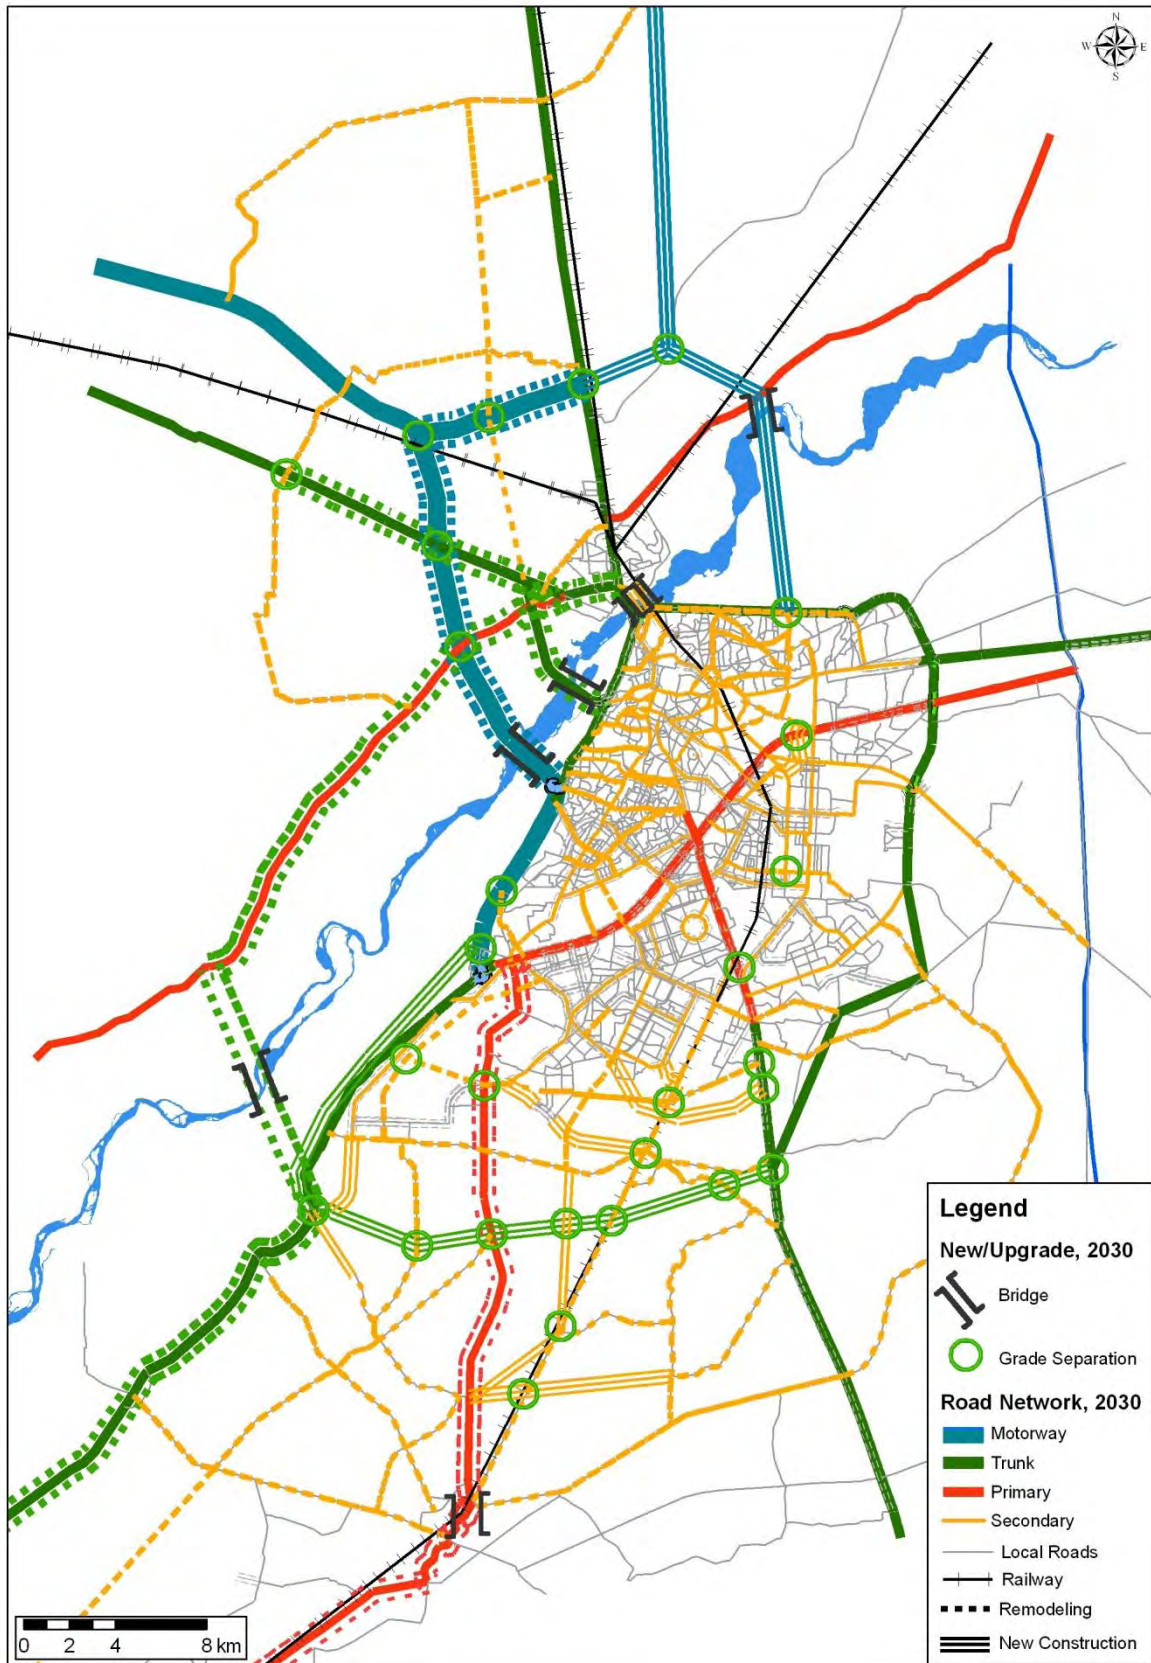 N
W E
S
Legend
New/Upgrade, 2030
Bridge
Grade Separation
Road Network, 2030
Motorway
Trunk
Primary
Secondary
Local Roads
Railway
Remodeling
New Construction
0 2 4 8 km